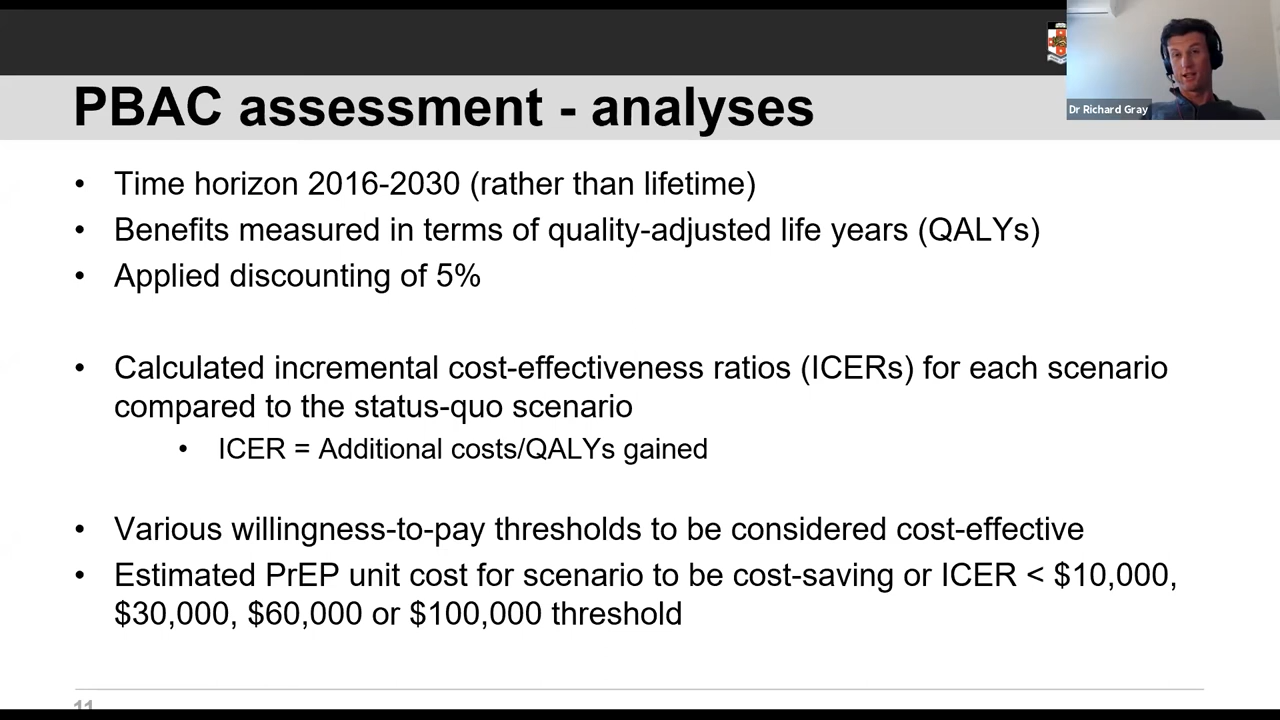 PBAC assessment - analyses
Dr Richard Gray
• Time horizon 2016-2030 (rather than lifetime)
• Benefits measured in terms of quality-adjusted life years (QALYs)
• Applied discounting of 5%
• Calculated incremental cost-effectiveness ratios (ICERs) for each scenario
compared to the status-quo scenario
• ICER = Additional costs/QALYs gained
• Various willingness-to-pay thresholds to be considered cost-effective
• Estimated PrEP unit cost for scenario to be cost-saving or ICER < $10,000,
$30,000, $60,000 or $100,000 threshold
11